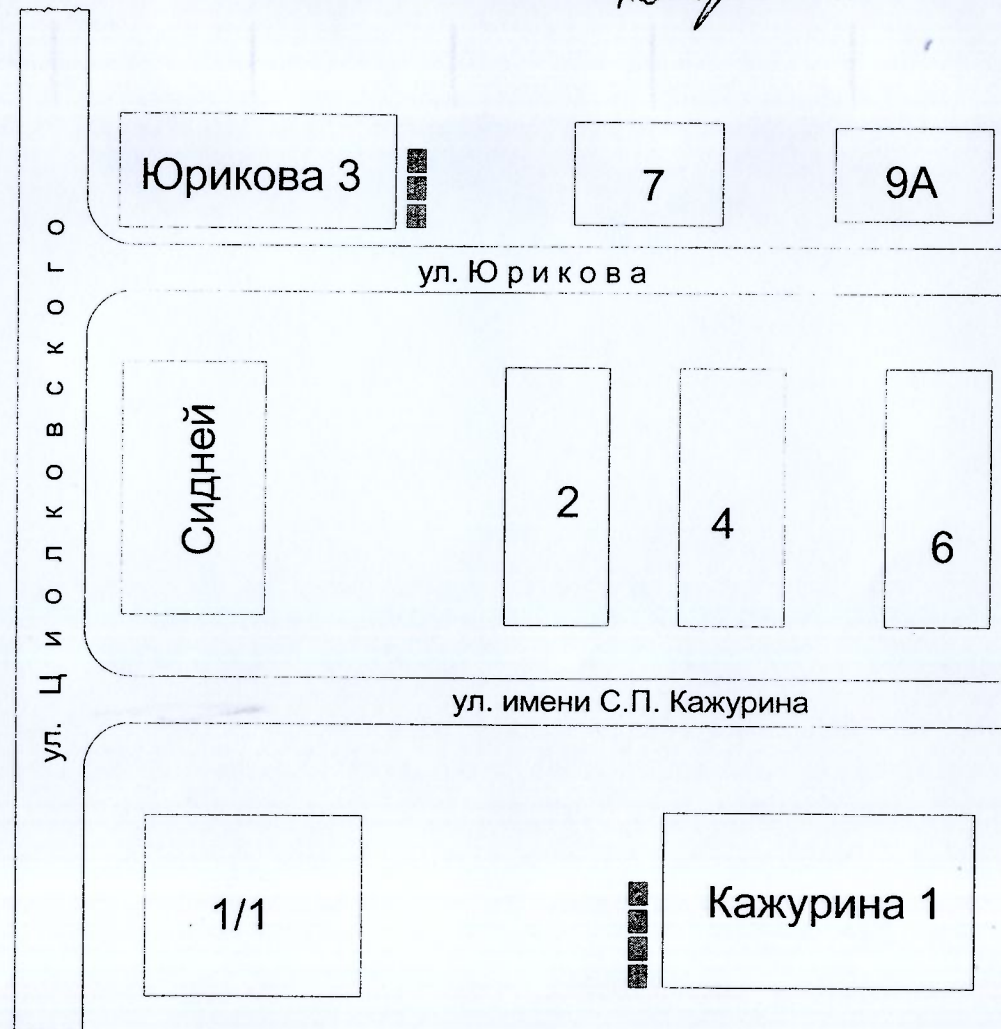 Юрикова 3
7
9А
ул. Юрикова
ул. Циолковского
Сидней
2
4
6
ул. имени С.П. Кажурина
1/1
Кажурина 1